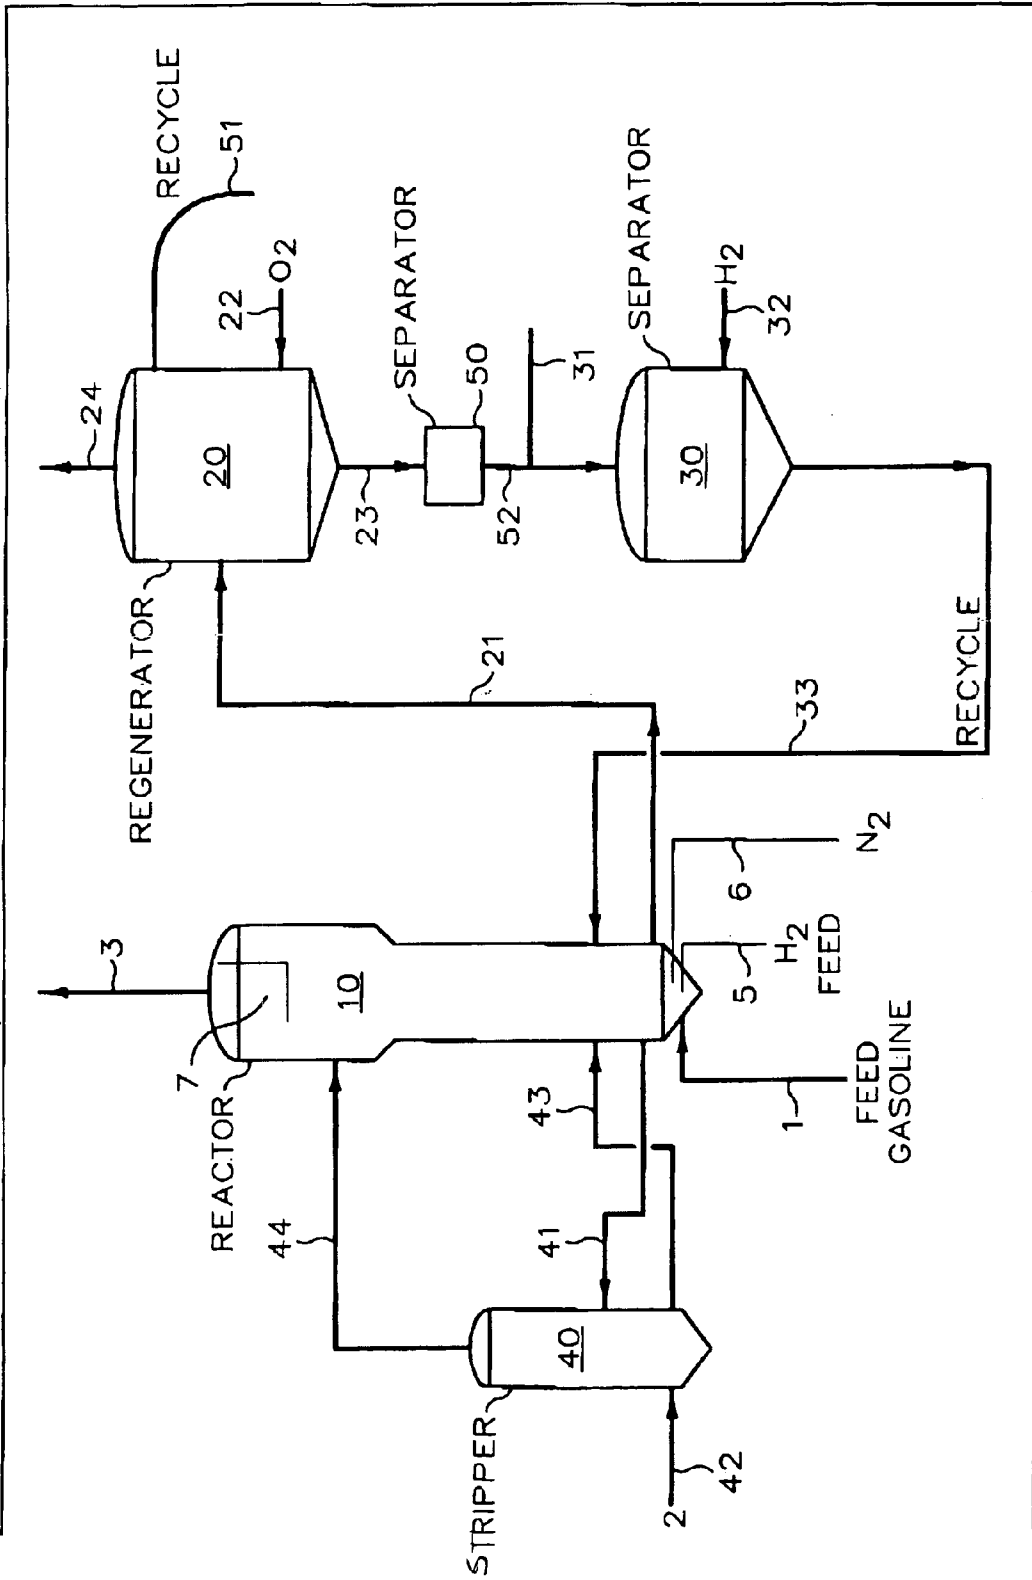 RECYCLE
51
24
20
22
O2
REGENERATOR
23
SEPARATOR
50
52
31
SEPARATOR
30
H2
32
21
33
RECYCLE
3
7
10
REACTOR
44
6
N2
5
H2
FEED
1
FEED
GASOLINE
43
41
40
STRIPPER
2
42